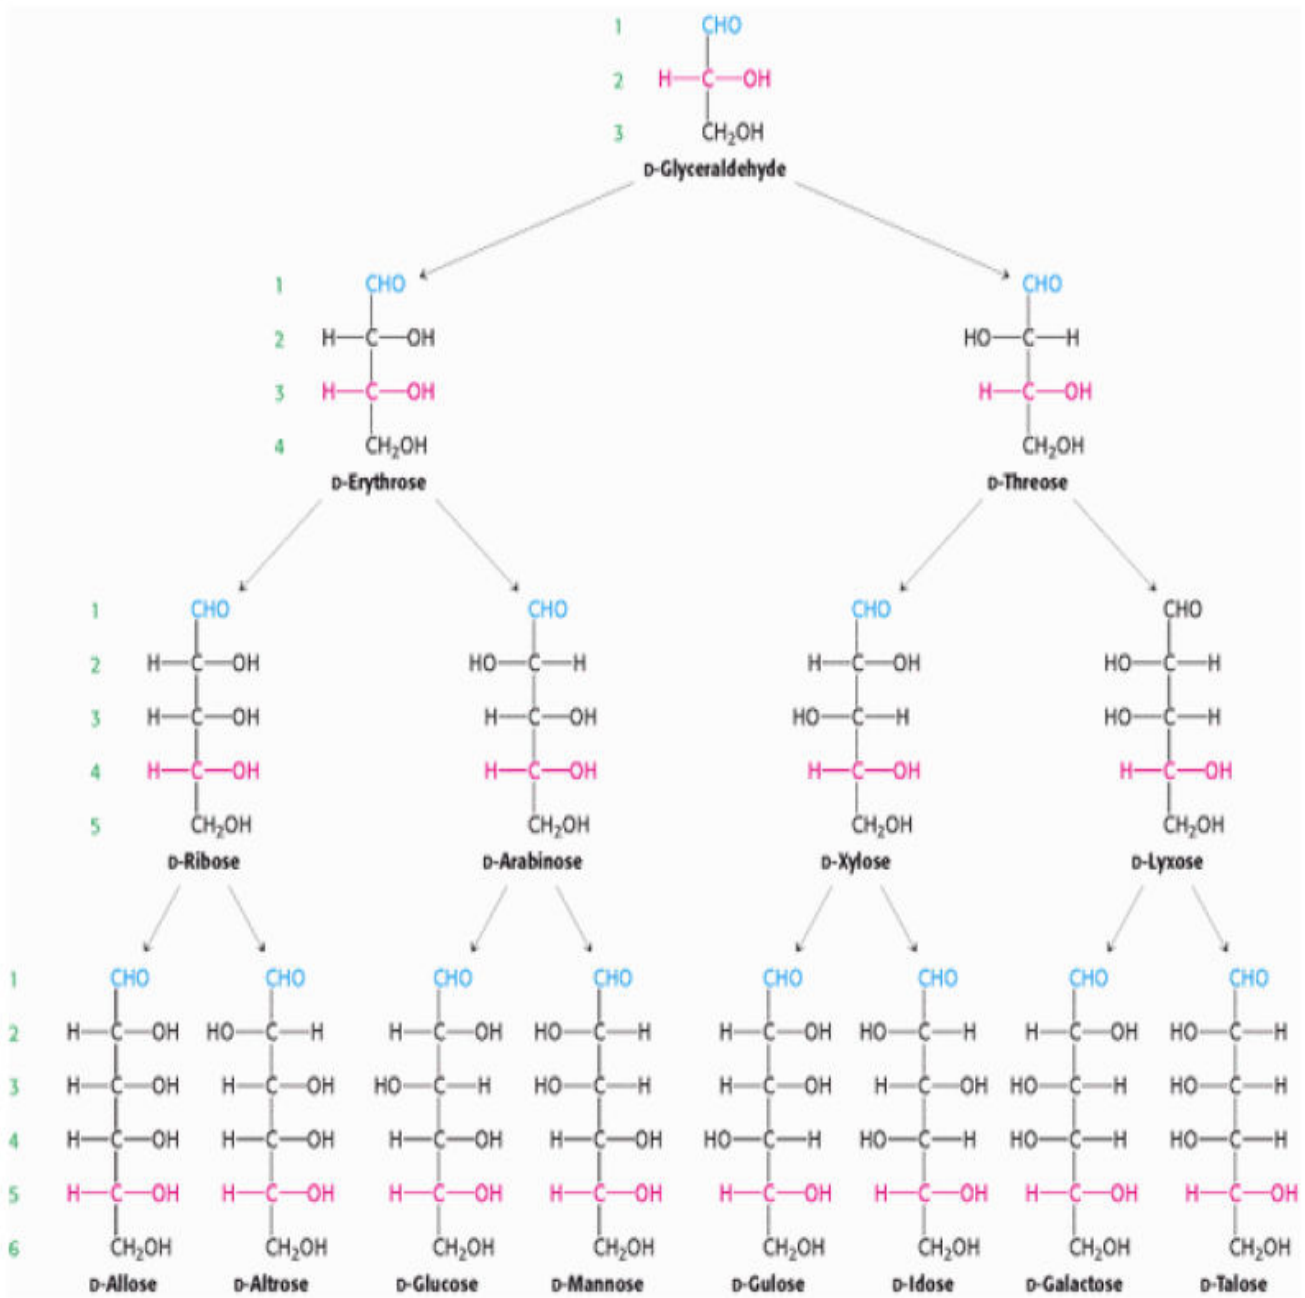 1 CHO
2 H—C—OH
3 CH₂OH
D-Glyceraldehyde
1 CHO CHO
2 H—C—OH HO—C—H
3 H—C—OH H—C—OH
4 CH₂OH CH₂OH
D-Erythrose D-Threose
1 CHO CHO CHO CHO
2 H—C—OH HO—C—H H—C—OH HO—C—H
3 H—C—OH H—C—OH HO—C—H HO—C—H
4 H—C—OH H—C—OH H—C—OH H—C—OH
5 CH₂OH CH₂OH CH₂OH CH₂OH
D-Ribose D-Arabinose D-Xylose D-Lyxose
1 CHO CHO CHO CHO CHO CHO CHO CHO
2 H—C—OH HO—C—H H—C—OH HO—C—H H—C—OH HO—C—H H—C—OH HO—C—H
3 H—C—OH H—C—OH HO—C—H HO—C—H H—C—OH H—C—OH HO—C—H HO—C—H
4 H—C—OH H—C—OH H—C—OH H—C—OH HO—C—H HO—C—H HO—C—H HO—C—H
5 H—C—OH H—C—OH H—C—OH H—C—OH H—C—OH H—C—OH H—C—OH H—C—OH
6 CH₂OH CH₂OH CH₂OH CH₂OH CH₂OH CH₂OH CH₂OH CH₂OH
D-Allose D-Altrose D-Glucose D-Mannose D-Gulose D-Idose D-Galactose D-Talose